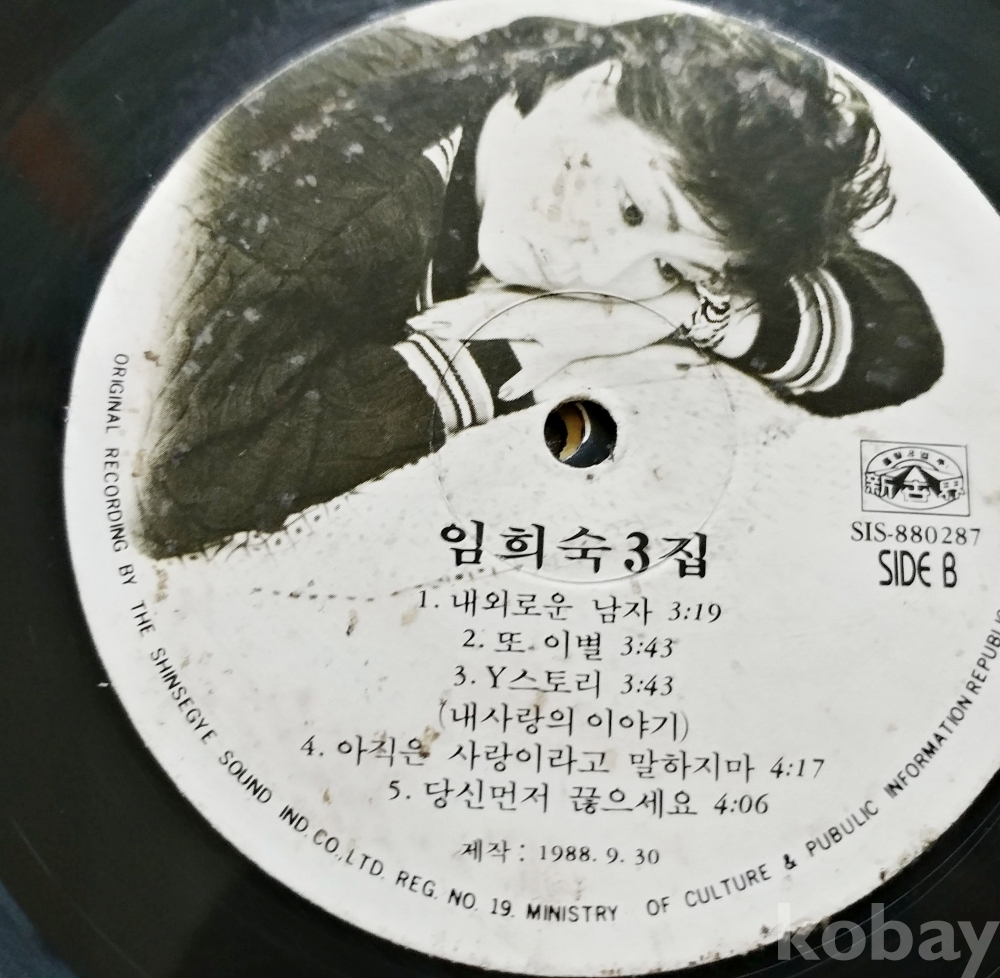 新世界
SIS-880287
SIDE B
임희숙3집
1. 내외로운 남자 3:19
2. 또 이별 3:43
3. Y스토리 3:43
(내사랑의 이야기)
4. 아직은 사랑이라고 말하지마 4:17
5. 당신먼저 끊으세요 4:06
제작: 1988. 9. 30
ORIGINAL RECORDING BY THE SHINSEGYE SOUND IND. CO., LTD. REG. NO. 19. MINISTRY OF CULTURE & PUBULIC INFORMATION REPUBLIC
kobay